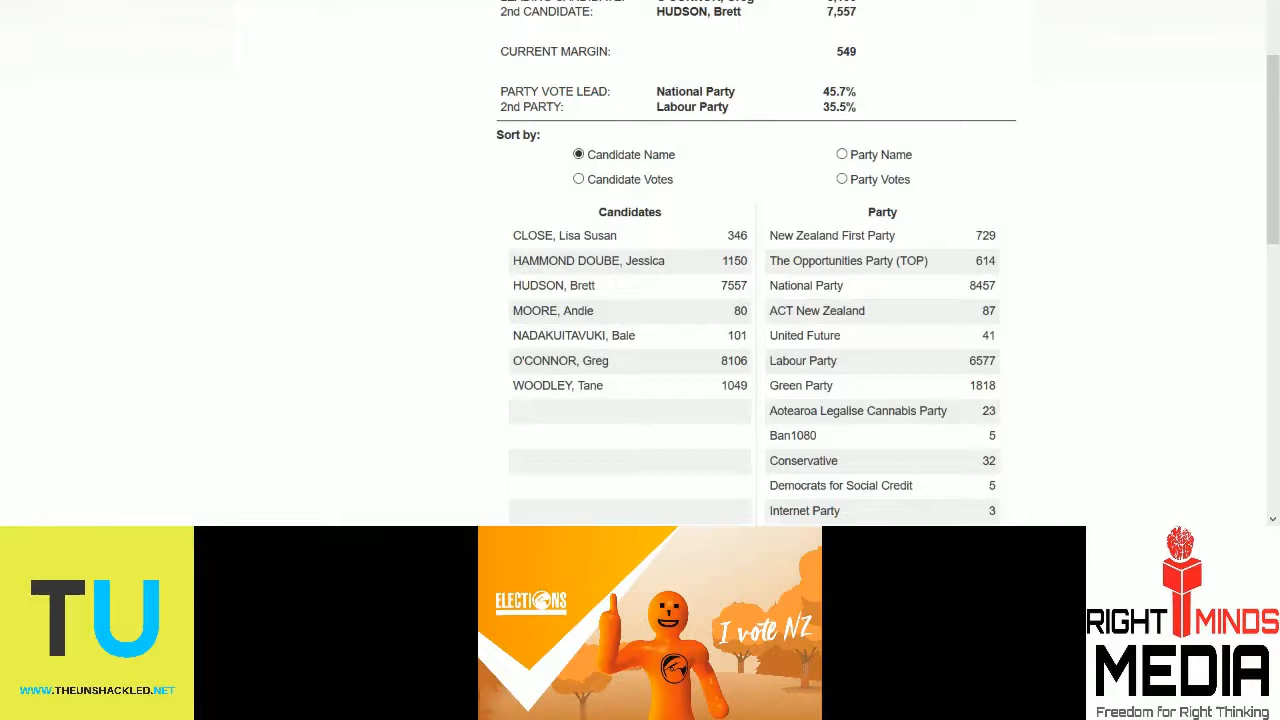 2nd CANDIDATE: HUDSON, Brett 7,557
CURRENT MARGIN: 549
PARTY VOTE LEAD: National Party 45.7%
2nd PARTY: Labour Party 35.5%
Sort by:
Candidate Name Party Name
Candidate Votes Party Votes
Candidates Party
CLOSE, Lisa Susan 346 New Zealand First Party 729
HAMMOND DOUBE, Jessica 1150 The Opportunities Party (TOP) 614
HUDSON, Brett 7557 National Party 8457
MOORE, Andie 80 ACT New Zealand 87
NADAKUITAVUKI, Bale 101 United Future 41
O'CONNOR, Greg 8106 Labour Party 6577
WOODLEY, Tane 1049 Green Party 1818
Aotearoa Legalise Cannabis Party 23
Ban1080 5
Conservative 32
Democrats for Social Credit 5
Internet Party 3
TU
WWW.THEUNSHACKLED.NET
ELECTIONS
I vote NZ
RIGHT MINDS
MEDIA
Freedom for Right Thinking